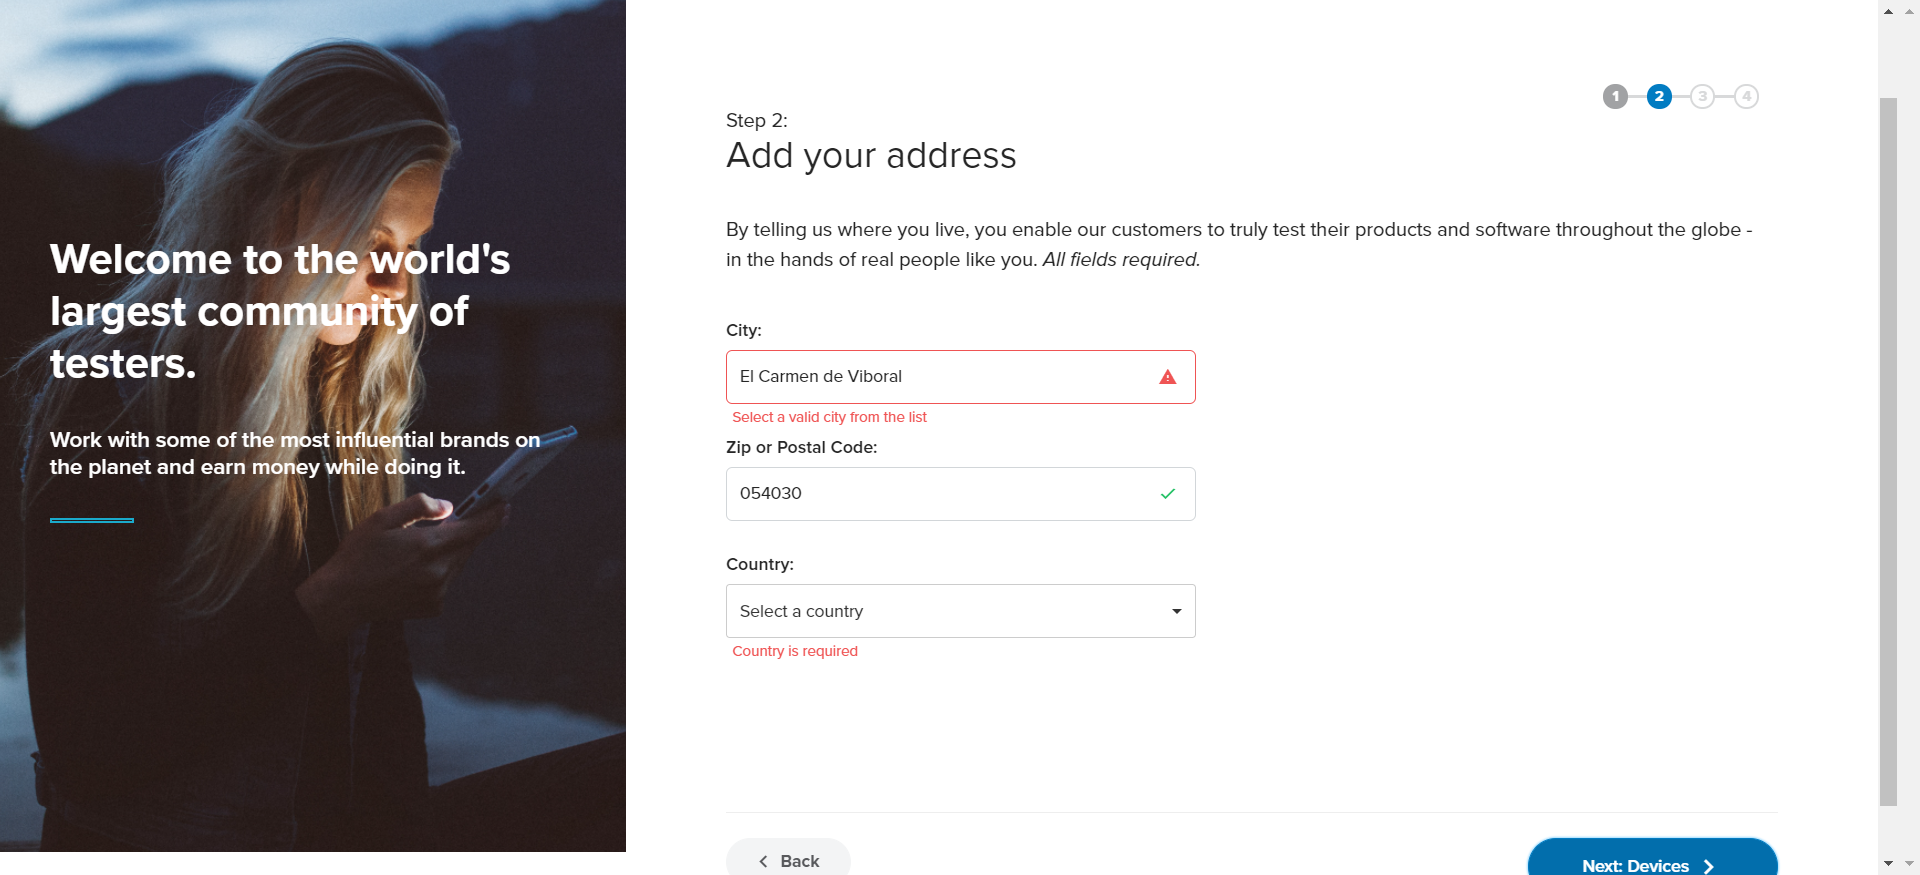 Welcome to the world's
largest community of
testers.
Work with some of the most influential brands on
the planet and earn money while doing it.
1
2
3
4
Step 2:
Add your address
By telling us where you live, you enable our customers to truly test their products and software throughout the globe -
in the hands of real people like you. All fields required.
City:
El Carmen de Viboral
Select a valid city from the list
Zip or Postal Code:
054030
Country:
Select a country
Country is required
Back
Next: Devices